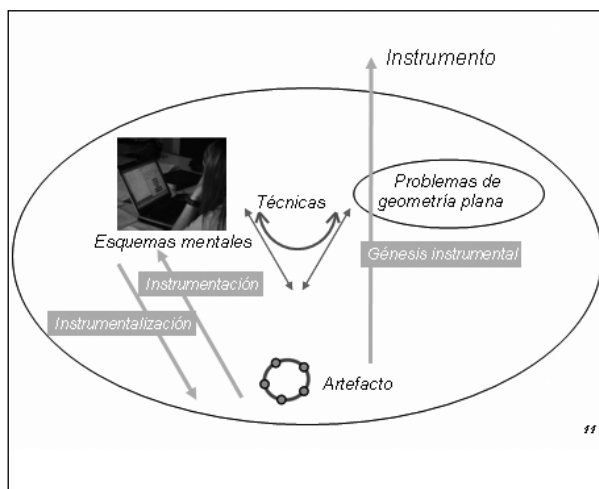 Instrumento
Problemas de
geometría plana
Técnicas
Esquemas mentales
Génesis instrumental
Instrumentación
Instrumentalización
Artefacto
11